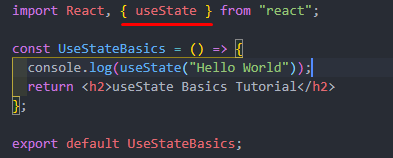 import React, { useState } from "react";
const UseStateBasics = () => {
console.log(useState("Hello World"));
return <h2>useState Basics Tutorial</h2>
};
export default UseStateBasics;